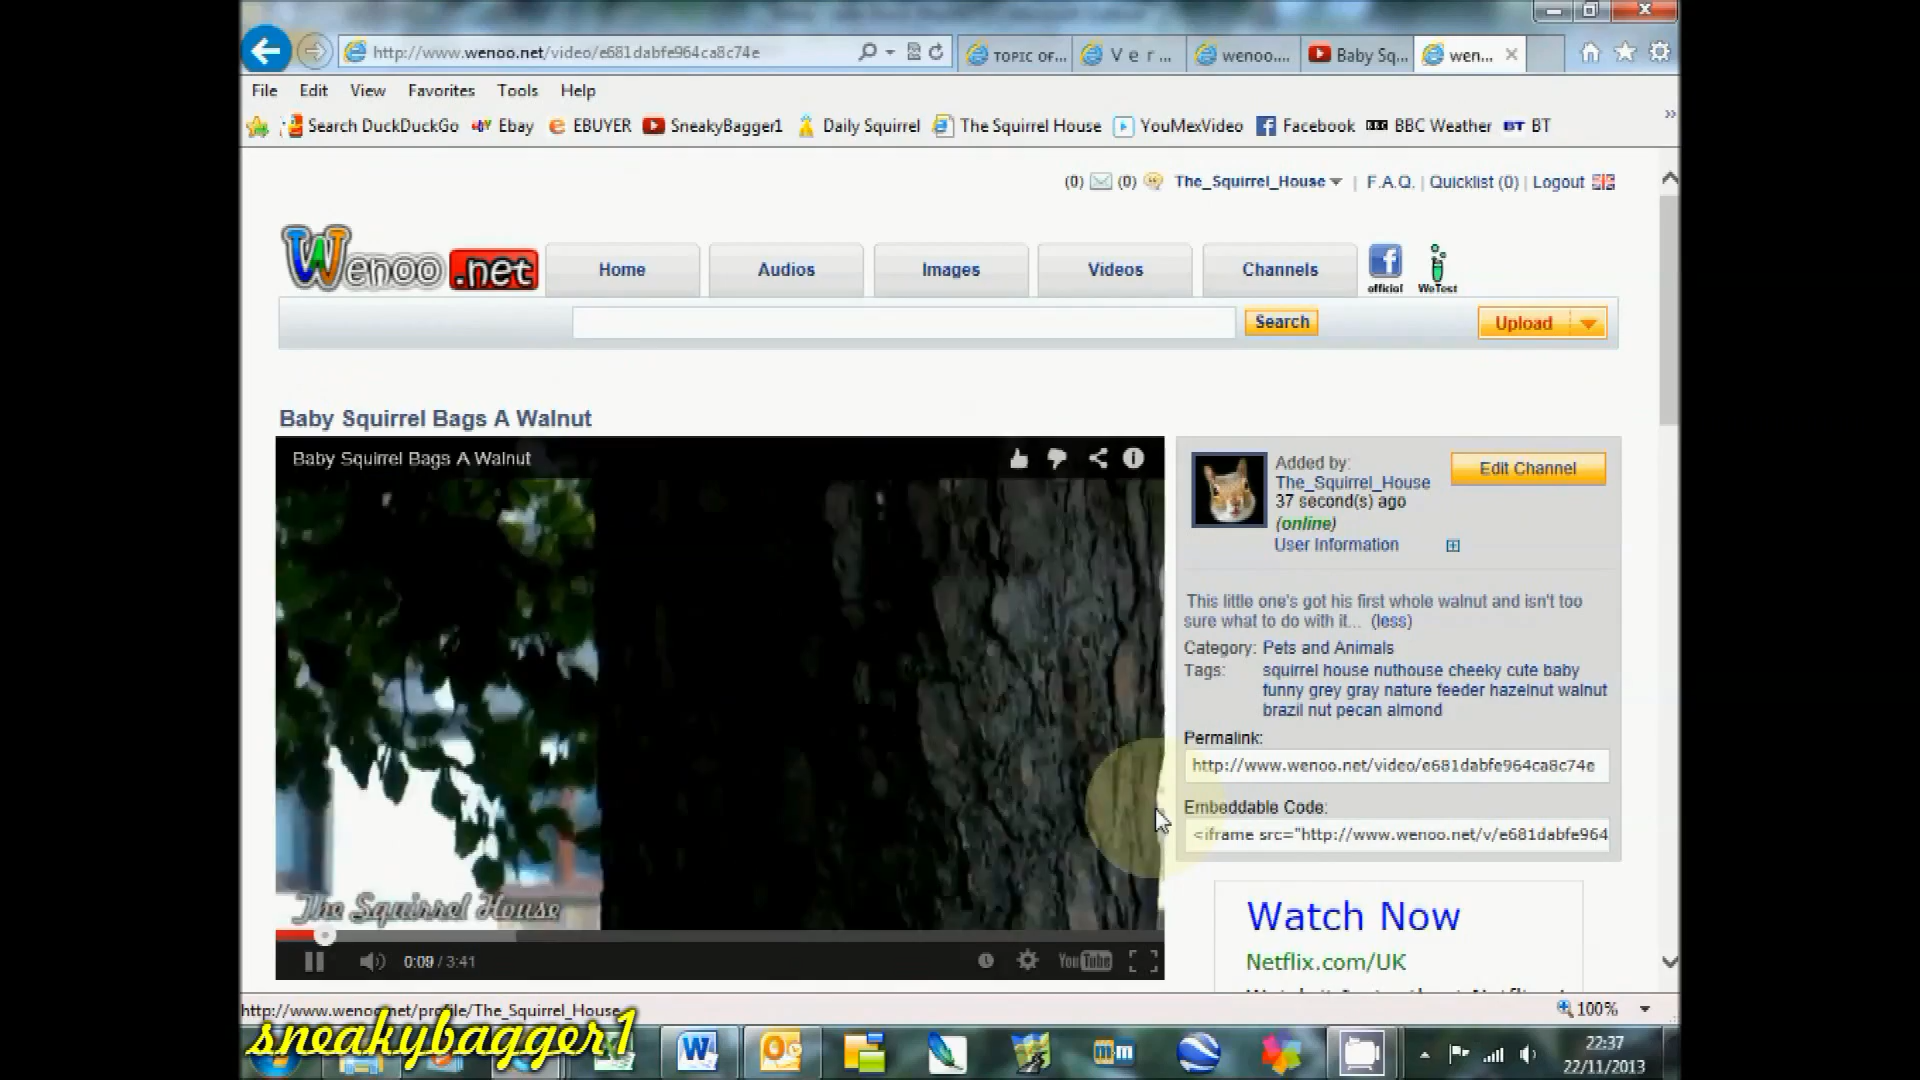 http://www.wenoo.net/video/e681dabfe964ca8c74e
TOPIC OF...
V e r ...
wenoo....
Baby Sq...
wen...
File Edit View Favorites Tools Help
Search DuckDuckGo Ebay EBUYER SneakyBagger1 Daily Squirrel The Squirrel House YouMexVideo Facebook BBC Weather BT BT
(0) (0) The_Squirrel_House | F.A.Q. | Quicklist (0) | Logout
Wenoo .net
Home Audios Images Videos Channels
official WeTest
Search
Upload
Baby Squirrel Bags A Walnut
Baby Squirrel Bags A Walnut
The Squirrel House
0:09 / 3:41
YouTube
Added by:
The_Squirrel_House
37 second(s) ago
(online)
User Information
Edit Channel
This little one's got his first whole walnut and isn't too
sure what to do with it... (less)
Category: Pets and Animals
Tags: squirrel house nuthouse cheeky cute baby
funny grey gray nature feeder hazelnut walnut
brazil nut pecan almond
Permalink:
http://www.wenoo.net/video/e681dabfe964ca8c74e
Embeddable Code:
<iframe src="http://www.wenoo.net/v/e681dabfe964
Watch Now
Netflix.com/UK
http://www.wenoo.net/profile/The_Squirrel_House
100%
sneakybagger1
22:37
22/11/2013